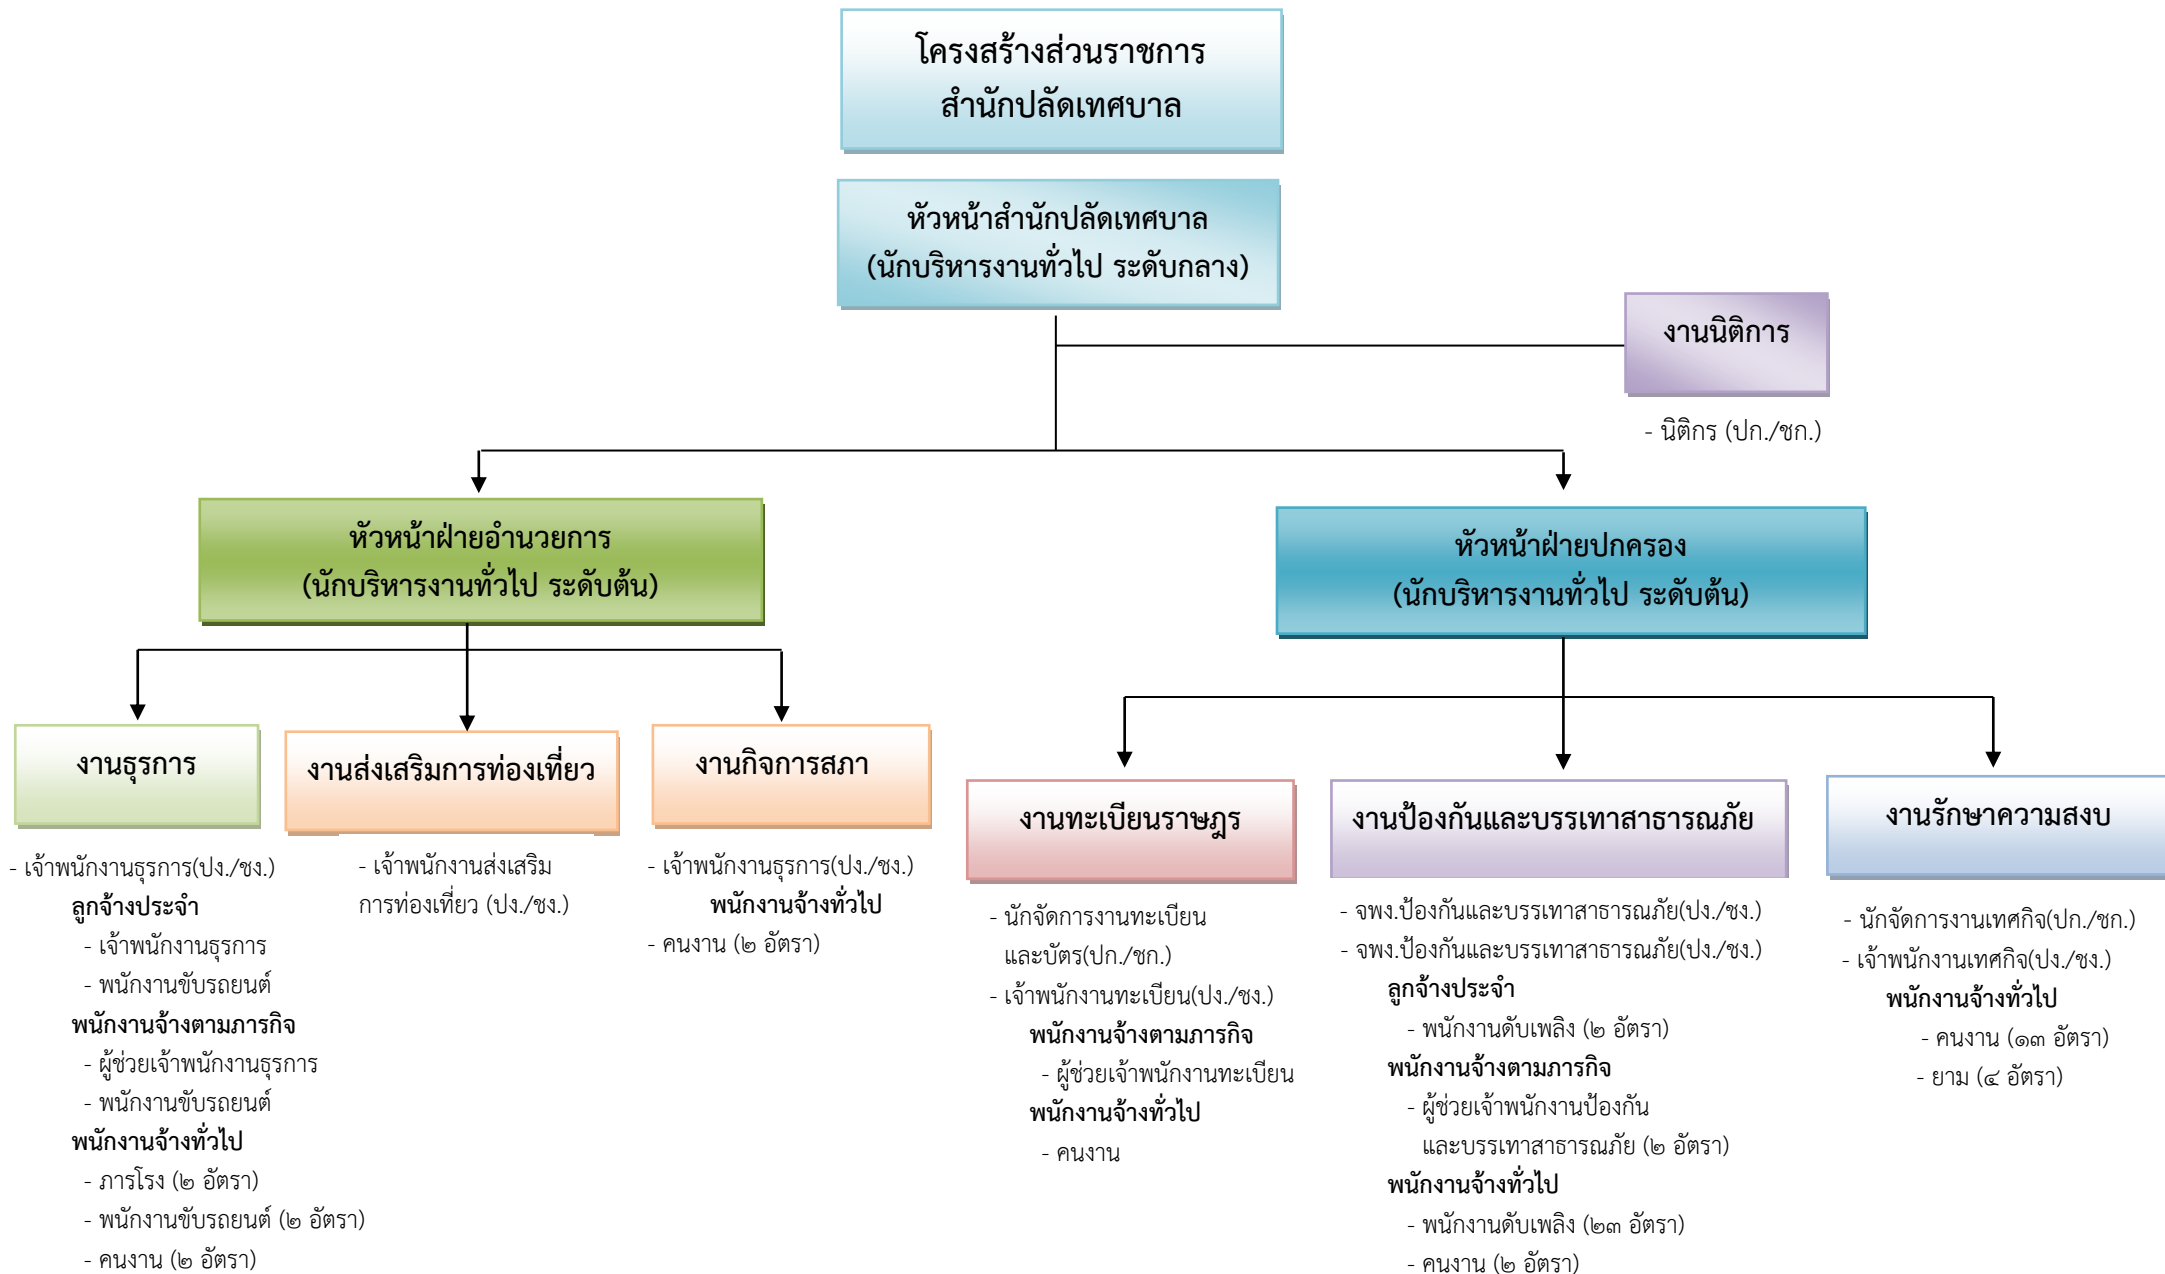 โครงสร้างส่วนราชการ
สำนักปลัดเทศบาล
หัวหน้าสำนักปลัดเทศบาล
(นักบริหารงานทั่วไป ระดับกลาง)
งานนิติการ
- นิติกร (ปก./ชก.)
หัวหน้าฝ่ายอำนวยการ
(นักบริหารงานทั่วไป ระดับต้น)
หัวหน้าฝ่ายปกครอง
(นักบริหารงานทั่วไป ระดับต้น)
งานธุรการ
- เจ้าพนักงานธุรการ(ปง./ชง.)
ลูกจ้างประจำ
- เจ้าพนักงานธุรการ
- พนักงานขับรถยนต์
พนักงานจ้างตามภารกิจ
- ผู้ช่วยเจ้าพนักงานธุรการ
- พนักงานขับรถยนต์
พนักงานจ้างทั่วไป
- ภารโรง (๒ อัตรา)
- พนักงานขับรถยนต์ (๒ อัตรา)
- คนงาน (๒ อัตรา)
งานส่งเสริมการท่องเที่ยว
- เจ้าพนักงานส่งเสริม
การท่องเที่ยว (ปง./ชง.)
งานกิจการสภา
- เจ้าพนักงานธุรการ(ปง./ชง.)
พนักงานจ้างทั่วไป
- คนงาน (๒ อัตรา)
งานทะเบียนราษฎร
- นักจัดการงานทะเบียน
และบัตร(ปก./ชก.)
- เจ้าพนักงานทะเบียน(ปง./ชง.)
พนักงานจ้างตามภารกิจ
- ผู้ช่วยเจ้าพนักงานทะเบียน
พนักงานจ้างทั่วไป
- คนงาน
งานป้องกันและบรรเทาสาธารณภัย
- จพง.ป้องกันและบรรเทาสาธารณภัย(ปง./ชง.)
- จพง.ป้องกันและบรรเทาสาธารณภัย(ปง./ชง.)
ลูกจ้างประจำ
- พนักงานดับเพลิง (๒ อัตรา)
พนักงานจ้างตามภารกิจ
- ผู้ช่วยเจ้าพนักงานป้องกัน
และบรรเทาสาธารณภัย (๒ อัตรา)
พนักงานจ้างทั่วไป
- พนักงานดับเพลิง (๒๓ อัตรา)
- คนงาน (๒ อัตรา)
งานรักษาความสงบ
- นักจัดการงานเทศกิจ(ปก./ชก.)
- เจ้าพนักงานเทศกิจ(ปง./ชง.)
พนักงานจ้างทั่วไป
- คนงาน (๑๓ อัตรา)
- ยาม (๔ อัตรา)